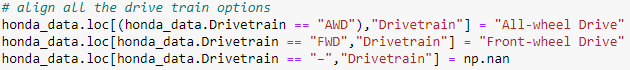 # align all the drive train options
honda_data.loc[(honda_data.Drivetrain == "AWD"),"Drivetrain"] = "All-wheel Drive"
honda_data.loc[honda_data.Drivetrain == "FWD","Drivetrain"] = "Front-wheel Drive"
honda_data.loc[honda_data.Drivetrain == "–","Drivetrain"] = np.nan